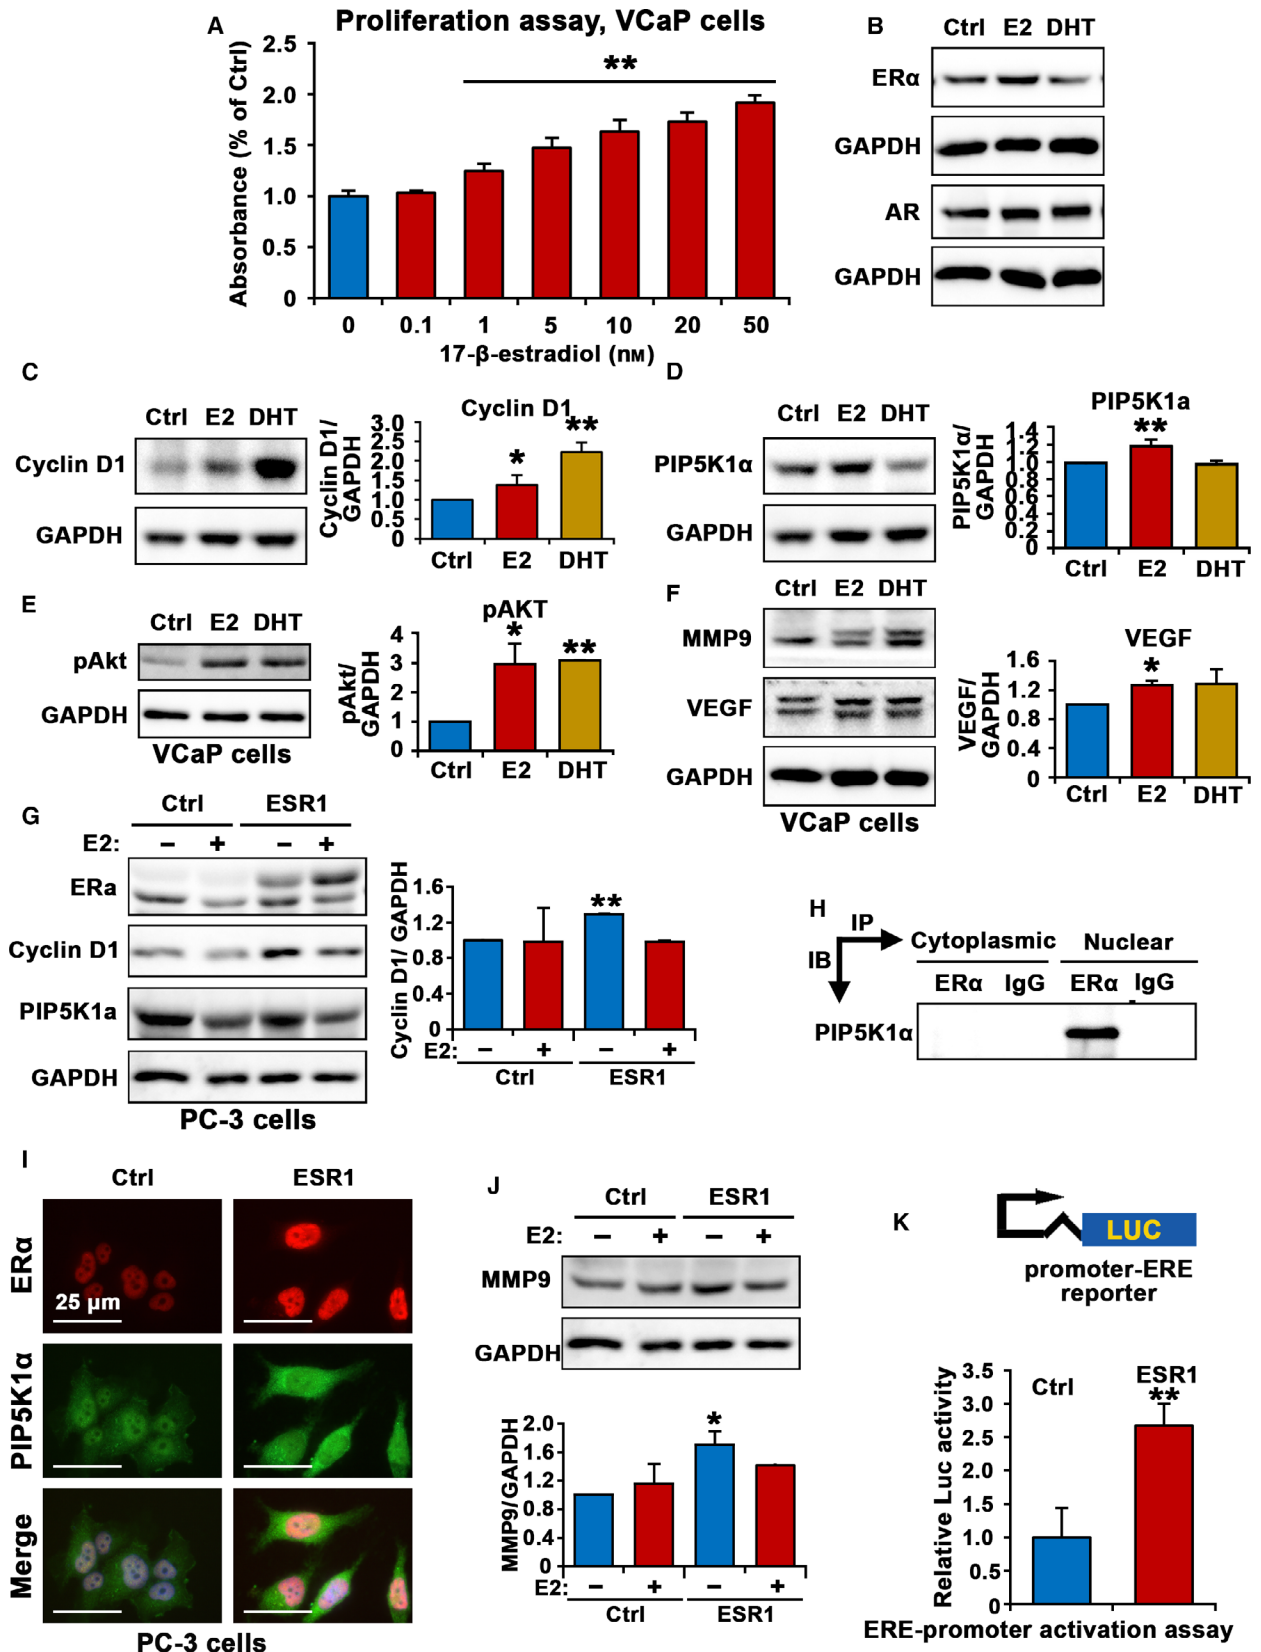 A
Proliferation assay, VCaP cells
Absorbance (% of Ctrl)
2.5
2.0
1.5
1.0
0.5
0
**
0 0.1 1 5 10 20 50
17-β-estradiol (nM)
B
Ctrl E2 DHT
ERα
GAPDH
AR
GAPDH
C
Ctrl E2 DHT
Cyclin D1
GAPDH
Cyclin D1
Cyclin D1/
GAPDH
3.0
2.0
1.5
1.0
0.5
0
* **
Ctrl E2 DHT
D
Ctrl E2 DHT
PIP5K1α
GAPDH
PIP5K1a
PIP5K1α/
GAPDH
1.4
1.2
1.0
0.8
0.6
0.4
0.2
0
**
Ctrl E2 DHT
E
Ctrl E2 DHT
pAkt
GAPDH
VCaP cells
pAKT
pAkt/
GAPDH
4
3
2
1
0
* **
Ctrl E2 DHT
F
Ctrl E2 DHT
MMP9
VEGF
GAPDH
VCaP cells
VEGF
VEGF/
GAPDH
1.6
1.2
0.8
0.4
0
*
Ctrl E2 DHT
G
Ctrl ESR1
E2: – + – +
ERa
Cyclin D1
PIP5K1a
GAPDH
PC-3 cells
Cyclin D1/ GAPDH
1.6
1.2
0.8
0.4
0
**
E2: – + – +
Ctrl ESR1
H
IP
IB
Cytoplasmic Nuclear
ERα IgG ERα IgG
PIP5K1α
I
Ctrl ESR1
ERα
25 µm
PIP5K1α
Merge
PC-3 cells
J
Ctrl ESR1
E2: – + – +
MMP9
GAPDH
MMP9/GAPDH
2.0
1.6
1.2
0.8
0.4
0
*
E2: – + – +
Ctrl ESR1
K
LUC
promoter-ERE
reporter
Relative Luc activity
3.5
3.0
2.5
2.0
1.5
1.0
0.5
0
Ctrl ESR1
**
ERE-promoter activation assay